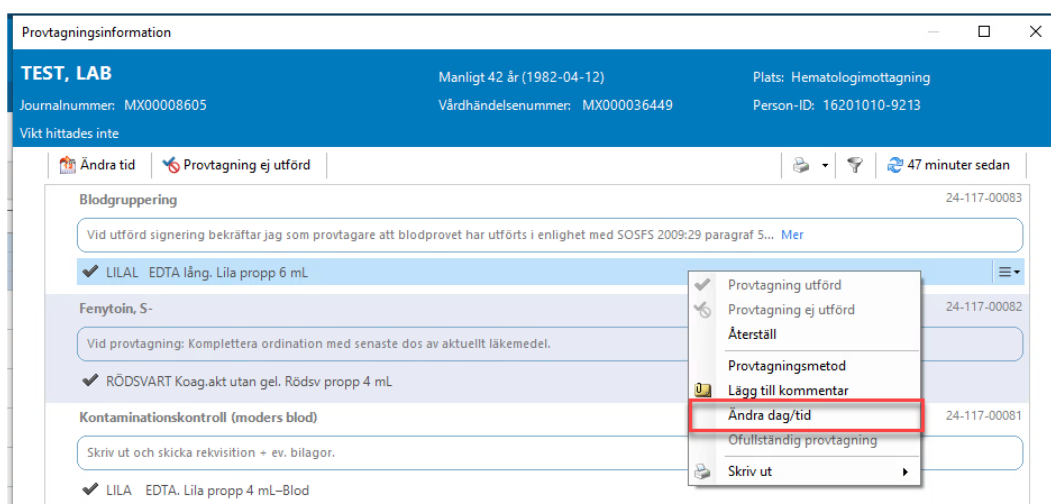 Provtagningsinformation
TEST, LAB
Manligt 42 år (1982-04-12)
Plats: Hematologimottagning
Journalnummer: MX00008605
Vårdhändelsenummer: MX000036449
Person-ID: 16201010-9213
Vikt hittades inte
Ändra tid
Provtagning ej utförd
47 minuter sedan
Blodgruppering
24-117-00083
Vid utförd signering bekräftar jag som provtagare att blodprovet har utförts i enlighet med SOSFS 2009:29 paragraf 5... Mer
LILAL EDTA lång. Lila propp 6 mL
Fenytoin, S-
24-117-00082
Vid provtagning: Komplettera ordination med senaste dos av aktuellt läkemedel.
RÖDSVART Koag.akt utan gel. Rödsv propp 4 mL
Kontaminationskontroll (moders blod)
24-117-00081
Skriv ut och skicka rekvisition + ev. bilagor.
LILA EDTA. Lila propp 4 mL–Blod
Provtagning utförd
Provtagning ej utförd
Återställ
Provtagningsmetod
Lägg till kommentar
Ändra dag/tid
Ofullständig provtagning
Skriv ut